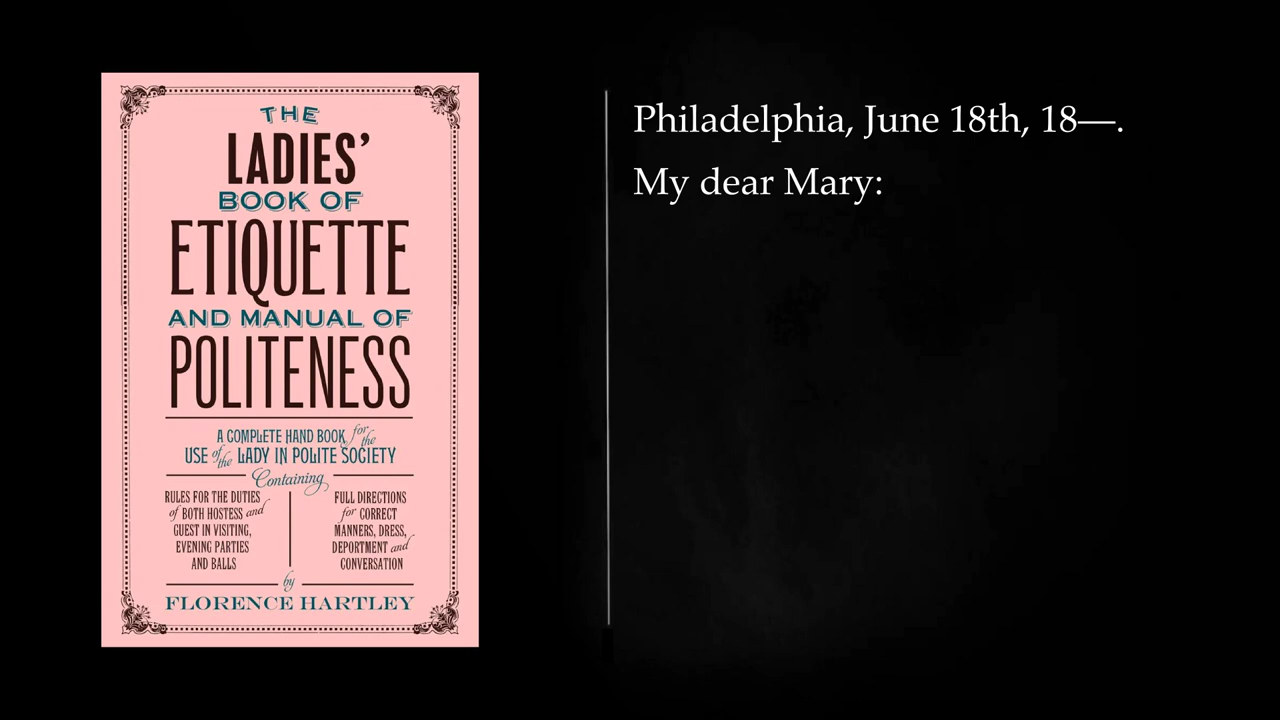 THE
LADIES’
BOOK OF
ETIQUETTE
AND MANUAL OF
POLITENESS
A COMPLETE HAND BOOK for the
USE of the LADY IN POLITE SOCIETY
Containing
RULES FOR THE DUTIES
of BOTH HOSTESS and
GUEST IN VISITING,
EVENING PARTIES
AND BALLS
FULL DIRECTIONS
for CORRECT
MANNERS, DRESS,
DEPORTMENT and
CONVERSATION
by
FLORENCE HARTLEY
Philadelphia, June 18th, 18—.
My dear Mary: